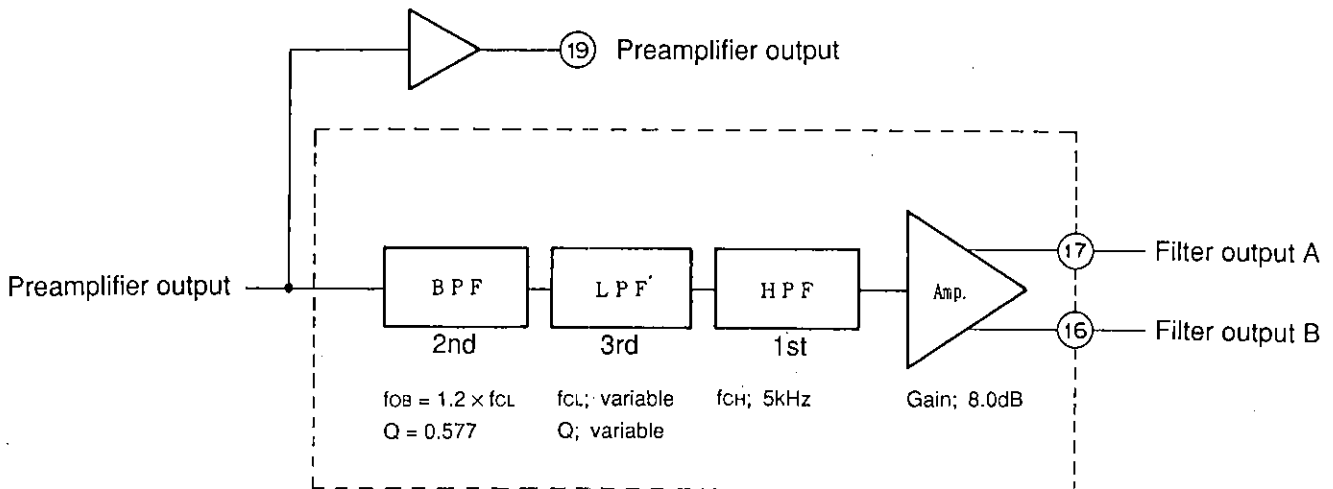 19 Preamplifier output
Preamplifier output
BPF
LPF
HPF
Amp.
17 Filter output A
16 Filter output B
2nd
3rd
1st
fOB = 1.2 × fCL
Q = 0.577
fCL; variable
Q; variable
fCH; 5kHz
Gain; 8.0dB